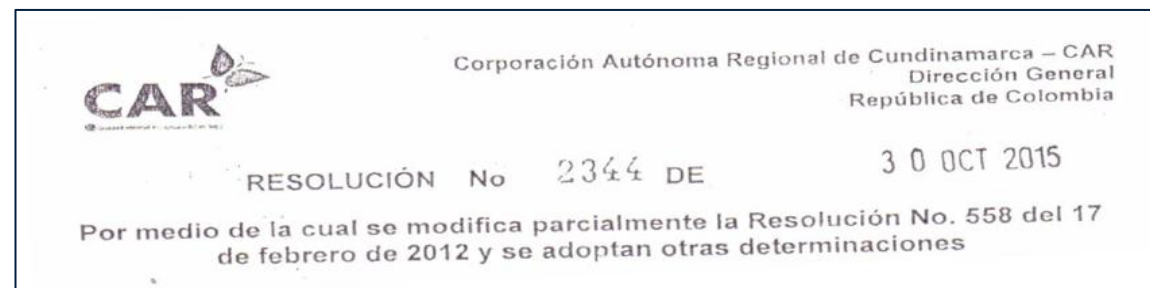 CAR
Corporación Autónoma Regional de Cundinamarca – CAR
Dirección General
República de Colombia
RESOLUCIÓN No 2344 DE 30 OCT 2015
Por medio de la cual se modifica parcialmente la Resolución No. 558 del 17
de febrero de 2012 y se adoptan otras determinaciones